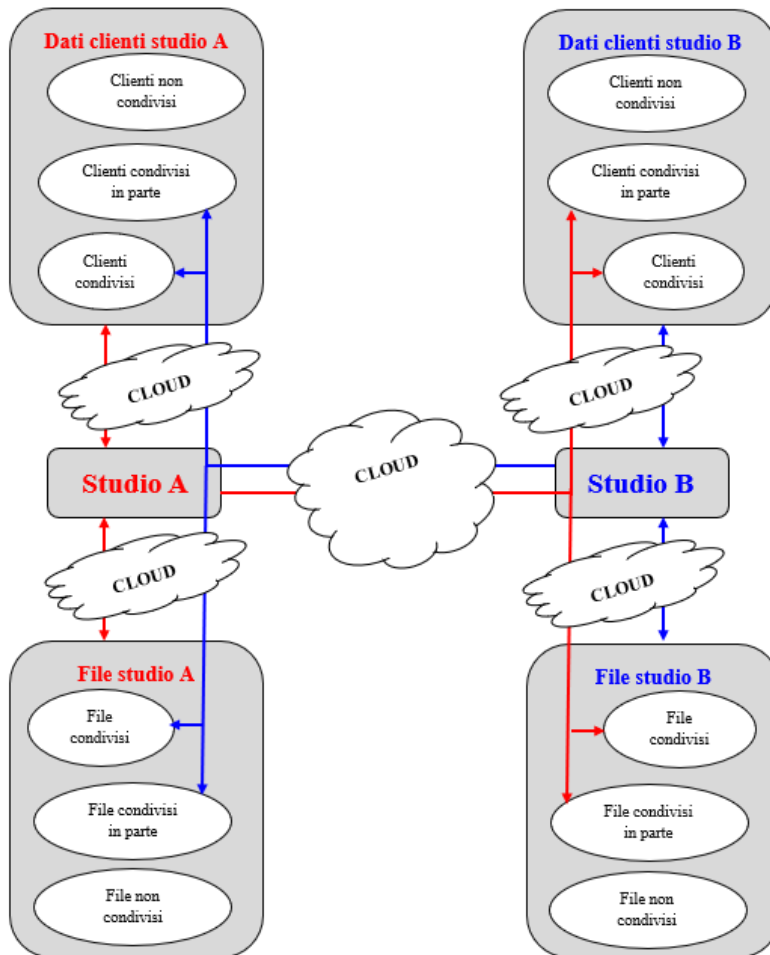 Dati clienti studio A
Clienti non
condivisi
Clienti condivisi
in parte
Clienti
condivisi
CLOUD
Studio A
CLOUD
File studio A
File
condivisi
File condivisi
in parte
File non
condivisi
CLOUD
Dati clienti studio B
Clienti non
condivisi
Clienti condivisi
in parte
Clienti
condivisi
CLOUD
Studio B
CLOUD
File studio B
File
condivisi
File condivisi
in parte
File non
condivisi